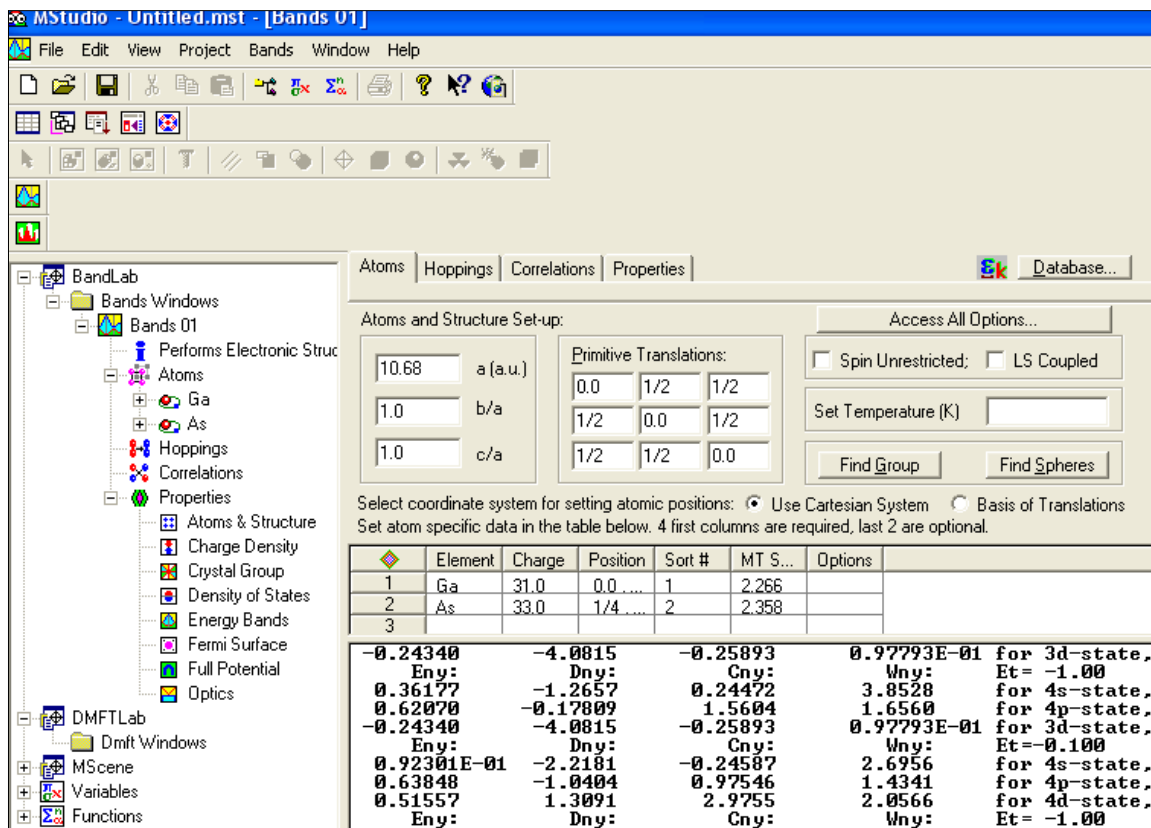 MStudio - Untitled.mst - [Bands 01]
File Edit View Project Bands Window Help
BandLab
Bands Windows
Bands 01
Performs Electronic Struc
Atoms
Ga
As
Hoppings
Correlations
Properties
Atoms & Structure
Charge Density
Crystal Group
Density of States
Energy Bands
Fermi Surface
Full Potential
Optics
DMFTLab
Dmft Windows
MScene
Variables
Functions
Atoms Hoppings Correlations Properties Database...
Atoms and Structure Set-up:
10.68 a (a.u.)
1.0 b/a
1.0 c/a
Primitive Translations:
0.0 1/2 1/2
1/2 0.0 1/2
1/2 1/2 0.0
Access All Options...
Spin Unrestricted; LS Coupled
Set Temperature (K)
Find Group Find Spheres
Select coordinate system for setting atomic positions: Use Cartesian System Basis of Translations
Set atom specific data in the table below. 4 first columns are required, last 2 are optional.
Element Charge Position Sort # MT S... Options
1 Ga 31.0 0.0 .... 1 2.266
2 As 33.0 1/4 .... 2 2.358
3
-0.24340 -4.0815 -0.25893 0.97793E-01 for 3d-state,
Eny: Dny: Cny: Wny: Et= -1.00
0.36177 -1.2657 0.24472 3.8528 for 4s-state,
0.62070 -0.17809 1.5604 1.6560 for 4p-state,
-0.24340 -4.0815 -0.25893 0.97793E-01 for 3d-state,
Eny: Dny: Cny: Wny: Et=-0.100
0.92301E-01 -2.2181 -0.24587 2.6956 for 4s-state,
0.63848 -1.0404 0.97546 1.4341 for 4p-state,
0.51557 1.3091 2.9755 2.0566 for 4d-state,
Eny: Dny: Cny: Wny: Et= -1.00